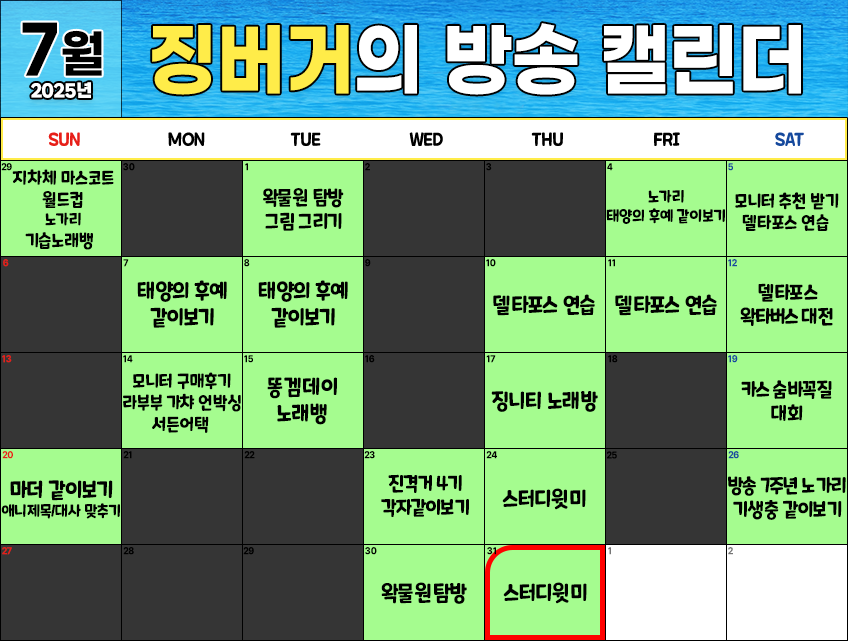 7월
2025년
징버거의 방송 캘린더
SUN
MON
TUE
WED
THU
FRI
SAT
29
지차체 마스코트
월드컵
노가리
기습노래뱅
30
1
왁물원 탐방
그림 그리기
2
3
4
노가리
태양의 후예 같이보기
5
모니터 추천 받기
델타포스 연습
6
7
태양의 후예
같이보기
8
태양의 후예
같이보기
9
10
델타포스 연습
11
델타포스 연습
12
델타포스
왁타버스 대전
13
14
모니터 구매후기
라부부 가챠 언박싱
서든어택
15
똥겜데이
노래뱅
16
17
징니티 노래방
18
19
카스 숨바꼭질
대회
20
마더 같이보기
애니제목/대사 맞추기
21
22
23
진격거 4기
각자같이보기
24
스터디윗미
25
26
방송 7주년 노가리
기생충 같이보기
27
28
29
30
왁물원탐방
31
스터디윗미
1
2